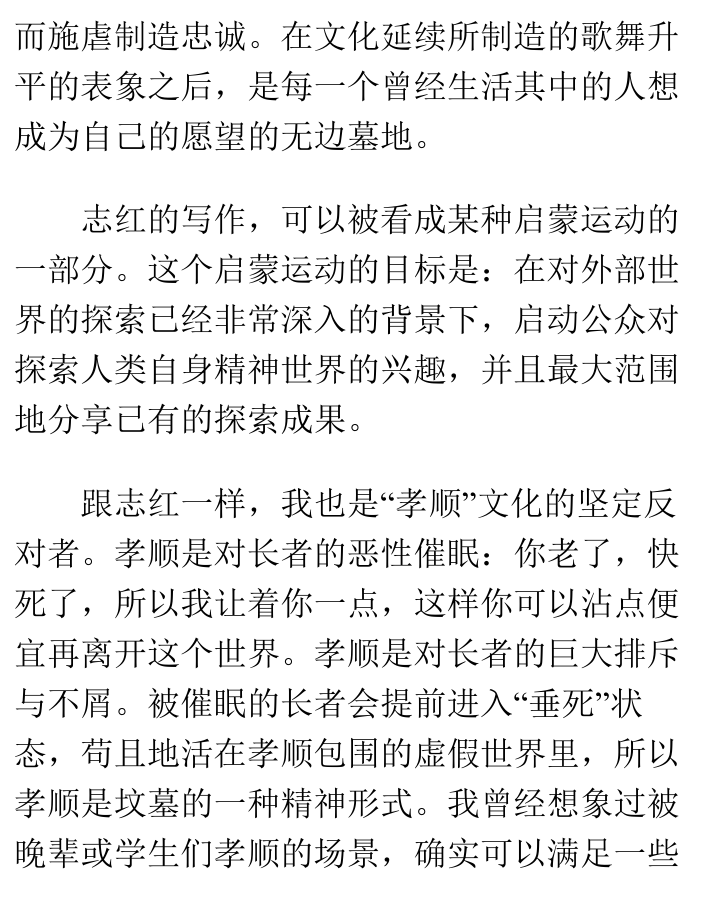 而施虐制造忠诚。在文化延续所制造的歌舞升
平的表象之后，是每一个曾经生活其中的人想
成为自己的愿望的无边墓地。
志红的写作，可以被看成某种启蒙运动的
一部分。这个启蒙运动的目标是：在对外部世
界的探索已经非常深入的背景下，启动公众对
探索人类自身精神世界的兴趣，并且最大范围
地分享已有的探索成果。
跟志红一样，我也是“孝顺”文化的坚定反
对者。孝顺是对长者的恶性催眠：你老了，快
死了，所以我让着你一点，这样你可以沾点便
宜再离开这个世界。孝顺是对长者的巨大排斥
与不屑。被催眠的长者会提前进入“垂死”状
态，苟且地活在孝顺包围的虚假世界里，所以
孝顺是坟墓的一种精神形式。我曾经想象过被
晚辈或学生们孝顺的场景，确实可以满足一些